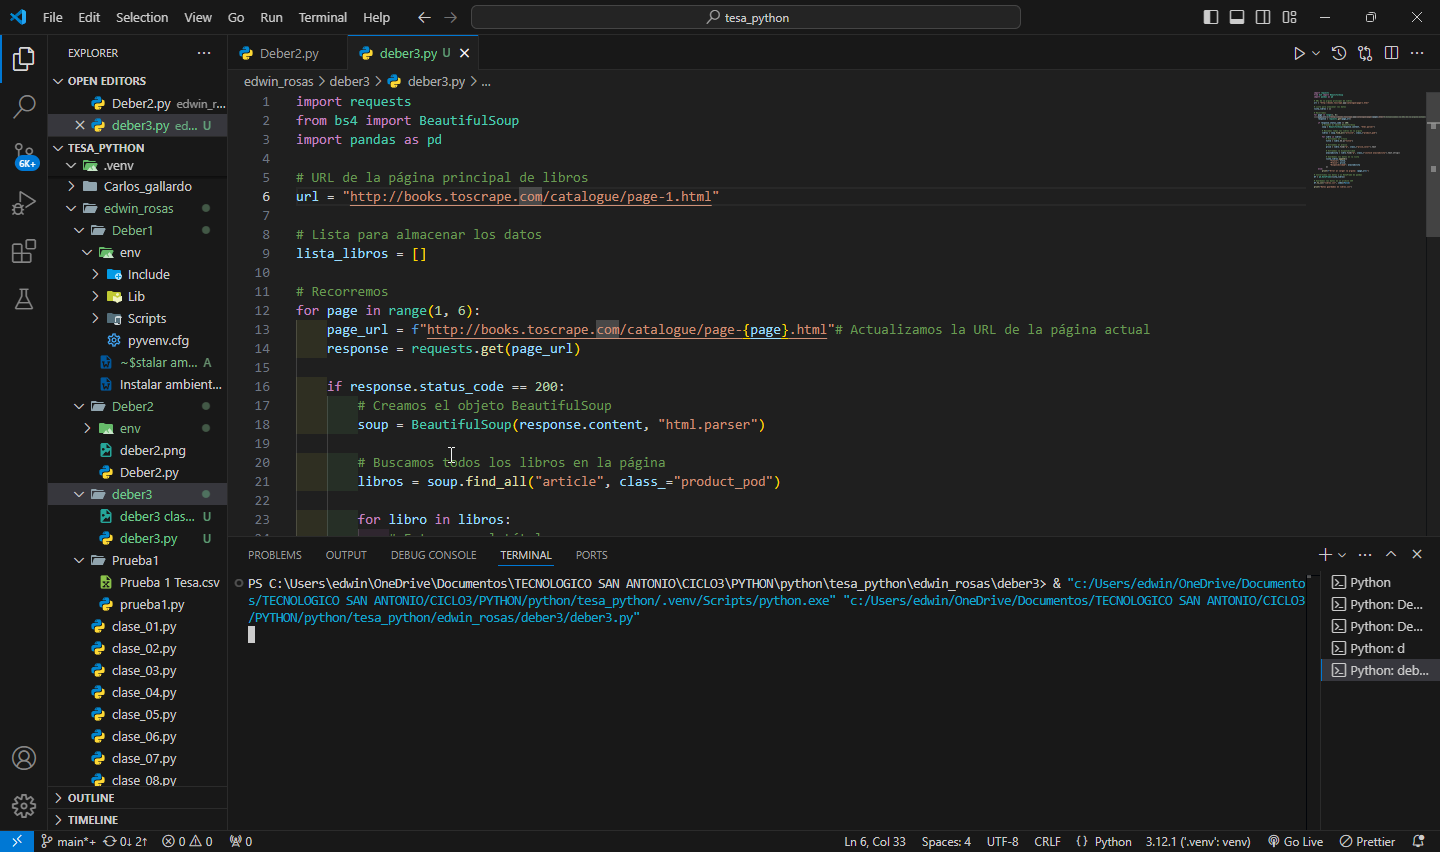 File Edit Selection View Go Run Terminal Help
tesa_python
EXPLORER
OPEN EDITORS
Deber2.py edwin_r...
deber3.py ed... U
TESA_PYTHON
.venv
Carlos_gallardo
edwin_rosas
Deber1
env
Include
Lib
Scripts
pyvenv.cfg
~$stalar am... A
Instalar ambient...
Deber2
env
deber2.png
Deber2.py
deber3
deber3 clas... U
deber3.py U
Prueba1
Prueba 1 Tesa.csv
prueba1.py
clase_01.py
clase_02.py
clase_03.py
clase_04.py
clase_05.py
clase_06.py
clase_07.py
clase_08.py
OUTLINE
TIMELINE
6K+
Deber2.py
deber3.py U
edwin_rosas > deber3 > deber3.py > ...
1 import requests
2 from bs4 import BeautifulSoup
3 import pandas as pd
4
5 # URL de la página principal de libros
6 url = "http://books.toscrape.com/catalogue/page-1.html"
7
8 # Lista para almacenar los datos
9 lista_libros = []
10
11 # Recorremos
12 for page in range(1, 6):
13 page_url = f"http://books.toscrape.com/catalogue/page-{page}.html"# Actualizamos la URL de la página actual
14 response = requests.get(page_url)
15
16 if response.status_code == 200:
17 # Creamos el objeto BeautifulSoup
18 soup = BeautifulSoup(response.content, "html.parser")
19
20 # Buscamos todos los libros en la página
21 libros = soup.find_all("article", class_="product_pod")
22
23 for libro in libros:
PROBLEMS OUTPUT DEBUG CONSOLE TERMINAL PORTS
PS C:\Users\edwin\OneDrive\Documentos\TECNOLOGICO SAN ANTONIO\CICLO3\PYTHON\python\tesa_python\edwin_rosas\deber3> & "c:/Users/edwin/OneDrive/Documento
s/TECNOLOGICO SAN ANTONIO/CICLO3/PYTHON/python/tesa_python/.venv/Scripts/python.exe" "c:/Users/edwin/OneDrive/Documentos/TECNOLOGICO SAN ANTONIO/CICLO3
/PYTHON/python/tesa_python/edwin_rosas/deber3/deber3.py"
Python
Python: De...
Python: De...
Python: d
Python: deb...
main*+ 0↓ 2↑ 0 0 0 Ln 6, Col 33 Spaces: 4 UTF-8 CRLF { } Python 3.12.1 ('.venv': venv) Go Live Prettier